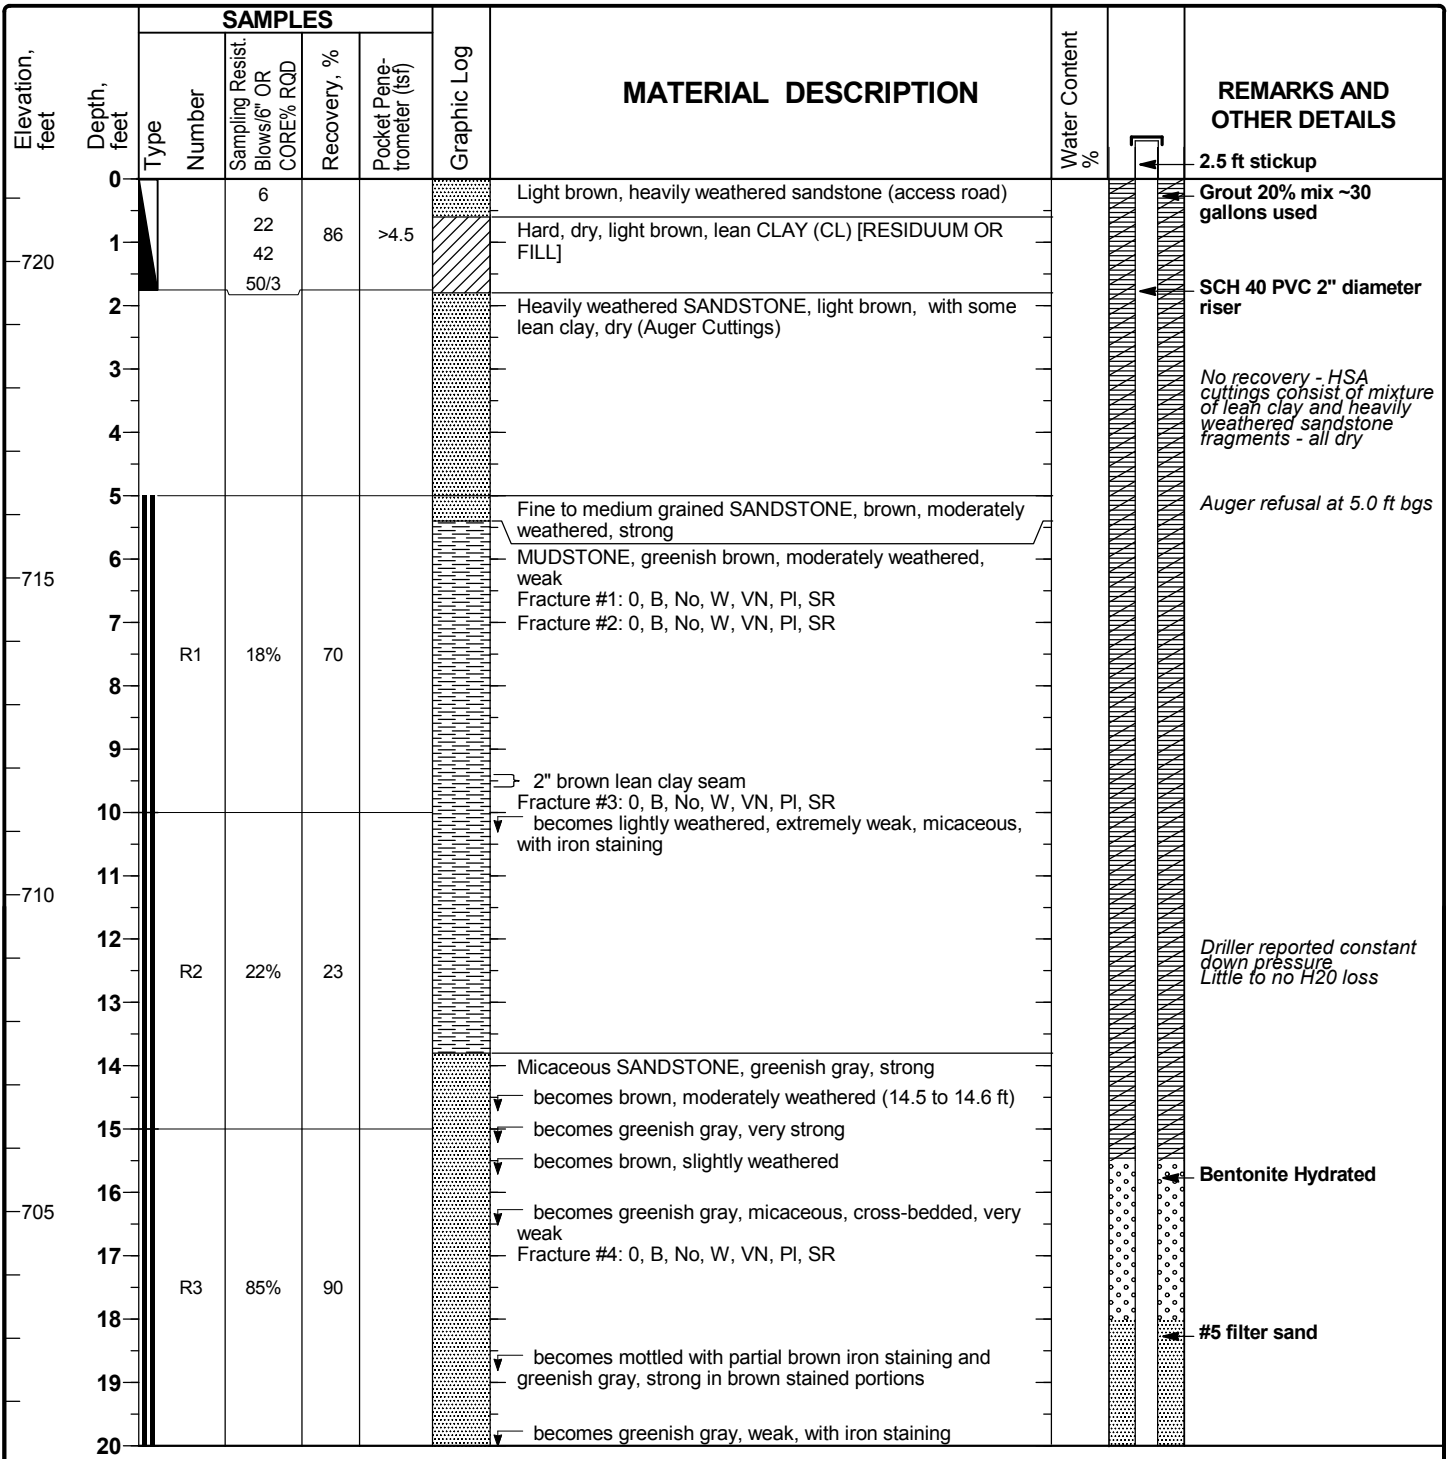 SAMPLES
Elevation,
feet
Depth,
feet
Type
Number
Sampling Resist.
Blows/6" OR
CORE% RQD
Recovery, %
Pocket Pene-
trometer (tsf)
Graphic Log
MATERIAL DESCRIPTION
Water Content
%
REMARKS AND
OTHER DETAILS
2.5 ft stickup
0
6
Light brown, heavily weathered sandstone (access road)
Grout 20% mix ~30
gallons used
22
86
>4.5
Hard, dry, light brown, lean CLAY (CL) [RESIDUUM OR
FILL]
1
42
720
50/3
SCH 40 PVC 2" diameter
riser
2
Heavily weathered SANDSTONE, light brown, with some
lean clay, dry (Auger Cuttings)
3
No recovery - HSA
cuttings consist of mixture
of lean clay and heavily
weathered sandstone
fragments - all dry
4
5
Auger refusal at 5.0 ft bgs
Fine to medium grained SANDSTONE, brown, moderately
weathered, strong
6
MUDSTONE, greenish brown, moderately weathered,
weak
715
Fracture #1: 0, B, No, W, VN, Pl, SR
7
Fracture #2: 0, B, No, W, VN, Pl, SR
R1
18%
70
8
9
2" brown lean clay seam
Fracture #3: 0, B, No, W, VN, Pl, SR
10
becomes lightly weathered, extremely weak, micaceous,
with iron staining
11
710
12
Driller reported constant
down pressure
Little to no H20 loss
R2
22%
23
13
14
Micaceous SANDSTONE, greenish gray, strong
becomes brown, moderately weathered (14.5 to 14.6 ft)
15
becomes greenish gray, very strong
becomes brown, slightly weathered
Bentonite Hydrated
16
705
becomes greenish gray, micaceous, cross-bedded, very
weak
17
Fracture #4: 0, B, No, W, VN, Pl, SR
R3
85%
90
18
#5 filter sand
becomes mottled with partial brown iron staining and
greenish gray, strong in brown stained portions
19
becomes greenish gray, weak, with iron staining
20